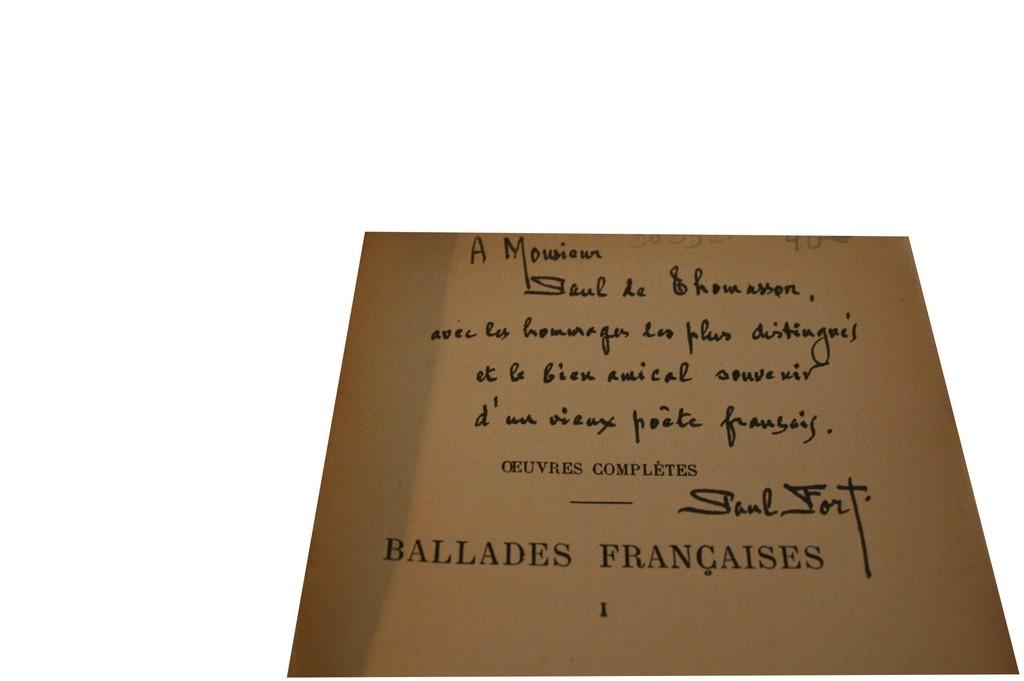 A Monsieur
Paul de Thomasson,
avec les hommages les plus distingués
et le bien amical souvenir
d'un vieux poète français.
ŒUVRES COMPLÈTES
Paul Fort
BALLADES FRANÇAISES
I